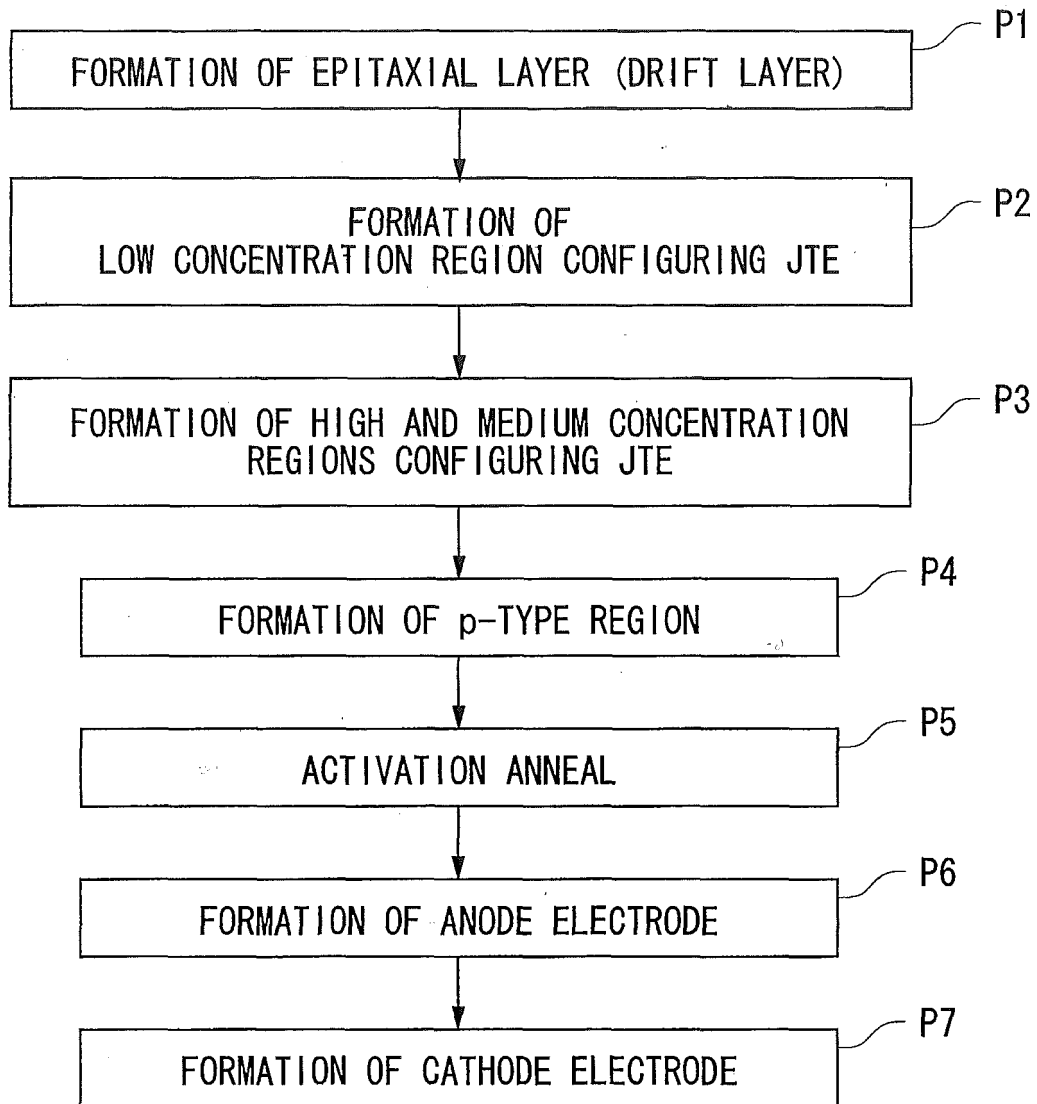 P1
FORMATION OF EPITAXIAL LAYER (DRIFT LAYER)
P2
FORMATION OF
LOW CONCENTRATION REGION CONFIGURING JTE
P3
FORMATION OF HIGH AND MEDIUM CONCENTRATION
REGIONS CONFIGURING JTE
P4
FORMATION OF p-TYPE REGION
P5
ACTIVATION ANNEAL
P6
FORMATION OF ANODE ELECTRODE
P7
FORMATION OF CATHODE ELECTRODE